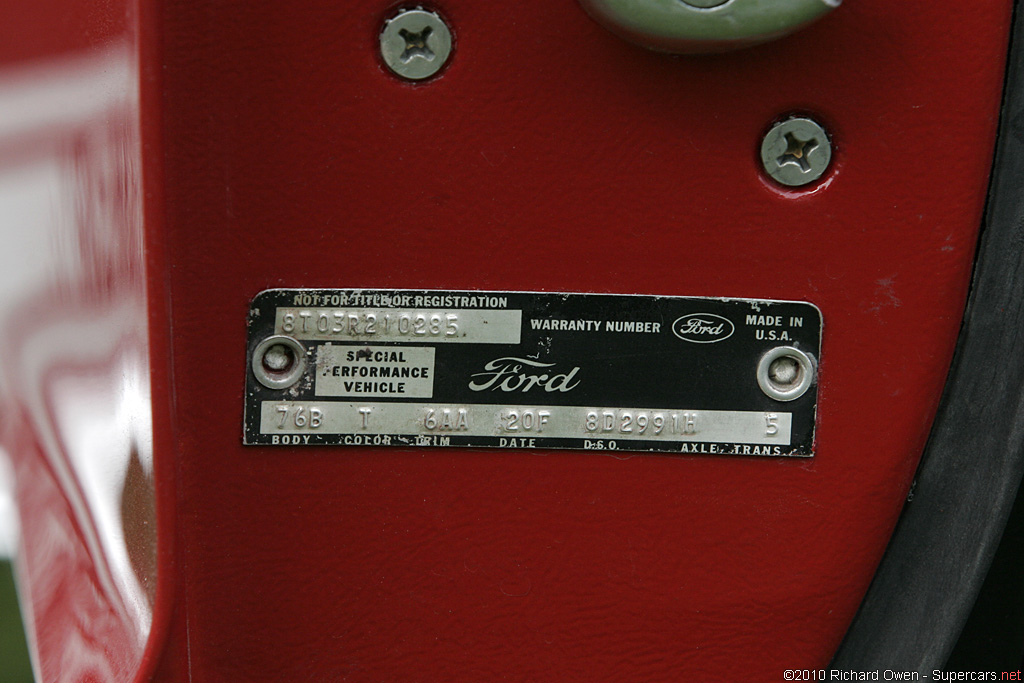 NOT FOR TITLE OR REGISTRATION
8T03R210285
WARRANTY NUMBER
Ford
MADE IN
U.S.A.
SPECIAL
PERFORMANCE
VEHICLE
Ford
76B T 6AA 20F 8D2991H 5
BODY COLOR TRIM DATE D.S.O. AXLE TRANS
©2010 Richard Owen - Supercars.net